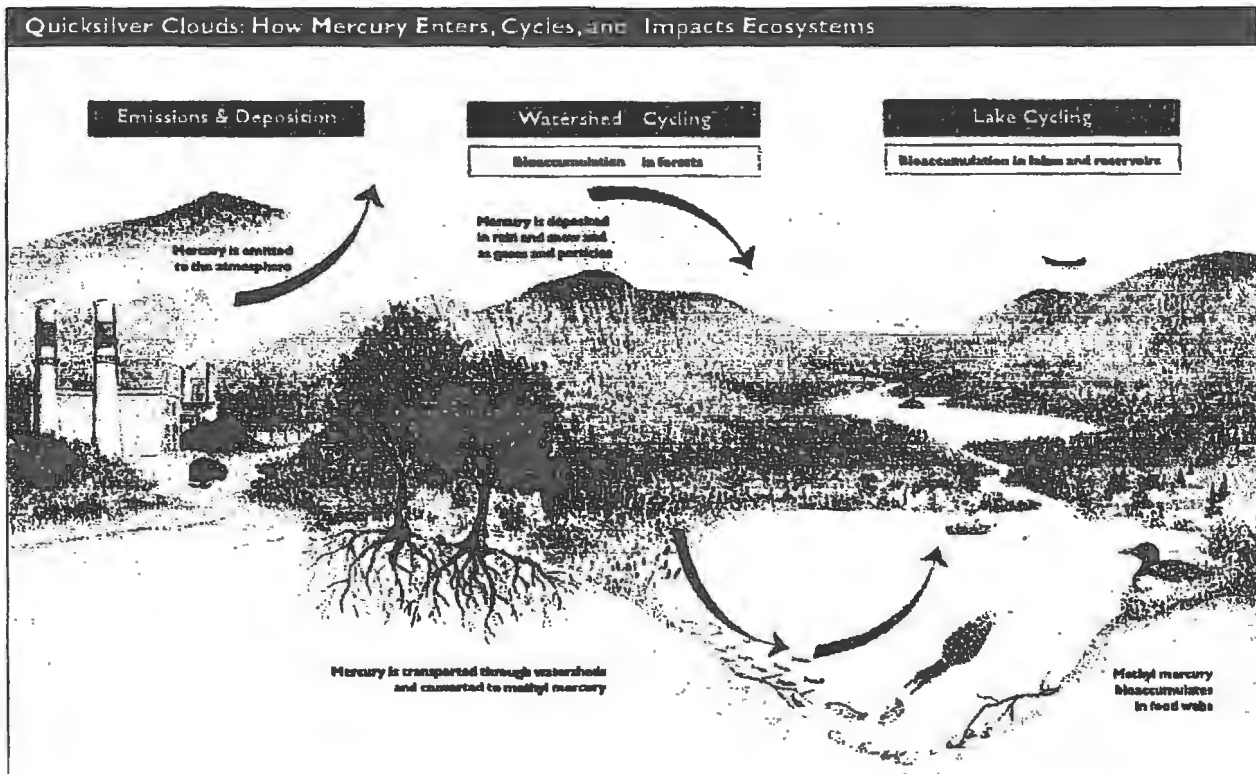 Quicksilver Clouds: How Mercury Enters, Cycles, and Impacts Ecosystems
Emissions & Deposition
Watershed Cycling
Lake Cycling
Bioaccumulation in forests
Bioaccumulation in lakes and reservoirs
Mercury is emitted
to the atmosphere
Mercury is deposited
in rain and snow and
as gases and particles
Mercury is transported through watersheds
and converted to methyl mercury
Methyl mercury
bioaccumulates
in food webs